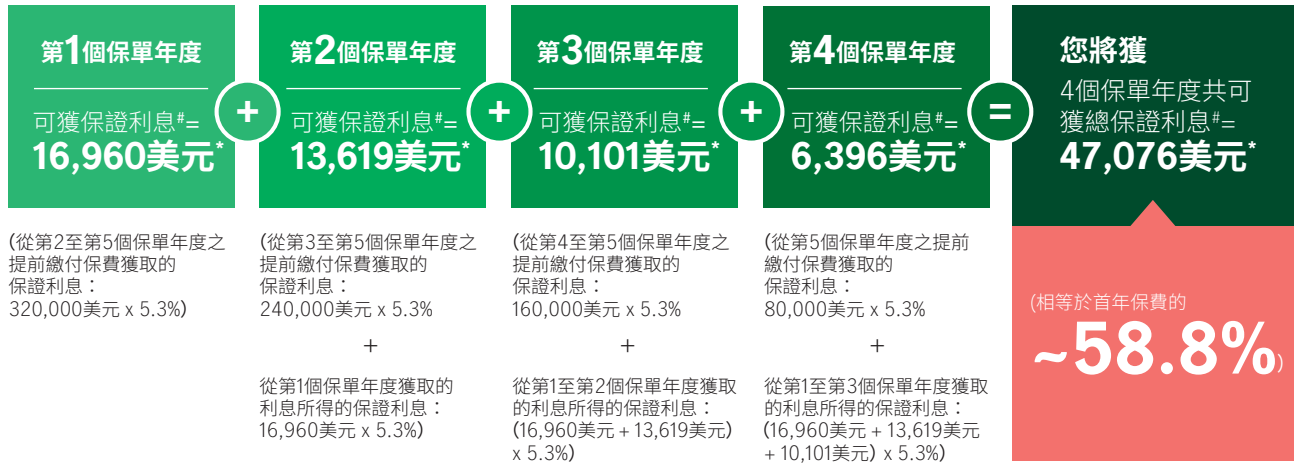 第1個保單年度
可獲保證利息#=
16,960美元*
(從第2至第5個保單年度之
提前繳付保費獲取的
保證利息：
320,000美元 x 5.3%)
+
第2個保單年度
可獲保證利息#=
13,619美元*
(從第3至第5個保單年度之
提前繳付保費獲取的
保證利息：
240,000美元 x 5.3%
+
從第1個保單年度獲取的
利息所得的保證利息：
16,960美元 x 5.3%)
+
第3個保單年度
可獲保證利息#=
10,101美元*
(從第4至第5個保單年度之
提前繳付保費獲取的
保證利息：
160,000美元 x 5.3%
+
從第1至第2個保單年度獲取
的利息所得的保證利息：
(16,960美元 + 13,619美元)
x 5.3%)
+
第4個保單年度
可獲保證利息#=
6,396美元*
(從第5個保單年度之提前
繳付保費獲取的
保證利息：
80,000美元 x 5.3%
+
從第1至第3個保單年度獲取
的利息所得的保證利息：
(16,960美元 + 13,619美元
+ 10,101美元) x 5.3%)
=
您將獲
4個保單年度共可
獲總保證利息#=
47,076美元*
(相等於首年保費的
~58.8%)